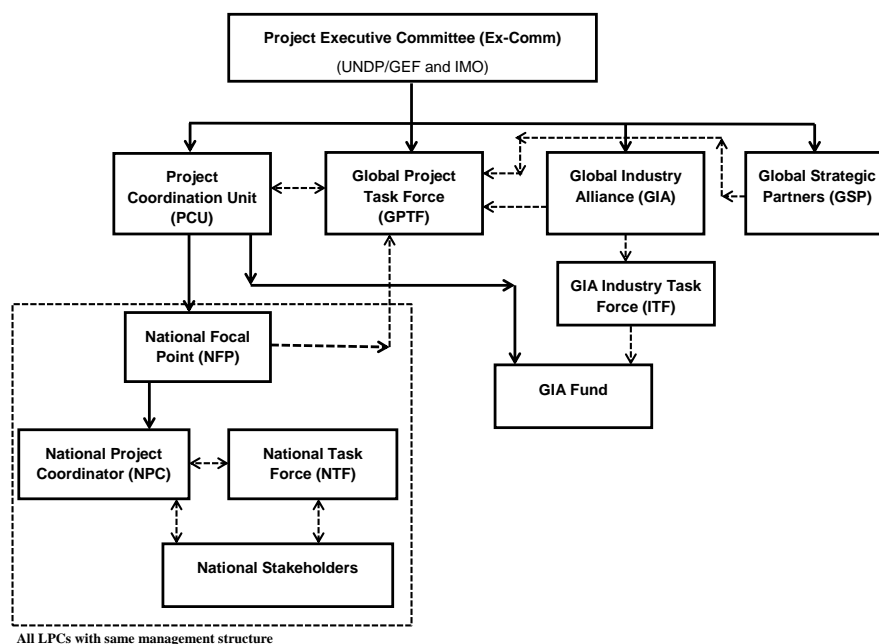 Project Executive Committee (Ex-Comm)
(UNDP/GEF and IMO)
Project
Coordination Unit
(PCU)
Global Project
Task Force
(GPTF)
Global Industry
Alliance (GIA)
Global Strategic
Partners (GSP)
GIA Industry Task
Force (ITF)
National Focal
Point (NFP)
GIA Fund
National Project
Coordinator (NPC)
National Task
Force (NTF)
National Stakeholders
All LPCs with same management structure